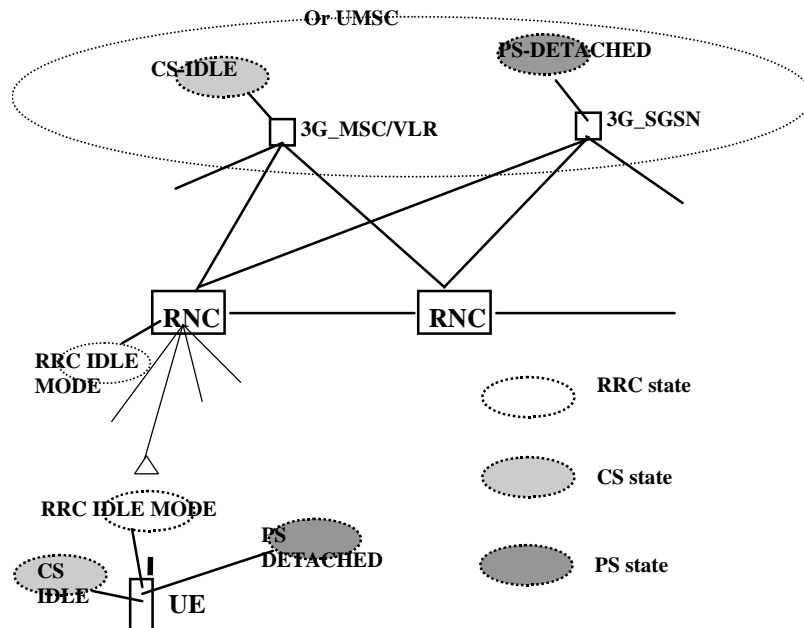 Or UMSC
CS-IDLE
PS-DETACHED
3G_MSC/VLR
3G_SGSN
RNC
RNC
RRC IDLE
MODE
RRC state
CS state
PS state
RRC IDLE MODE
PS
DETACHED
CS
IDLE
UE